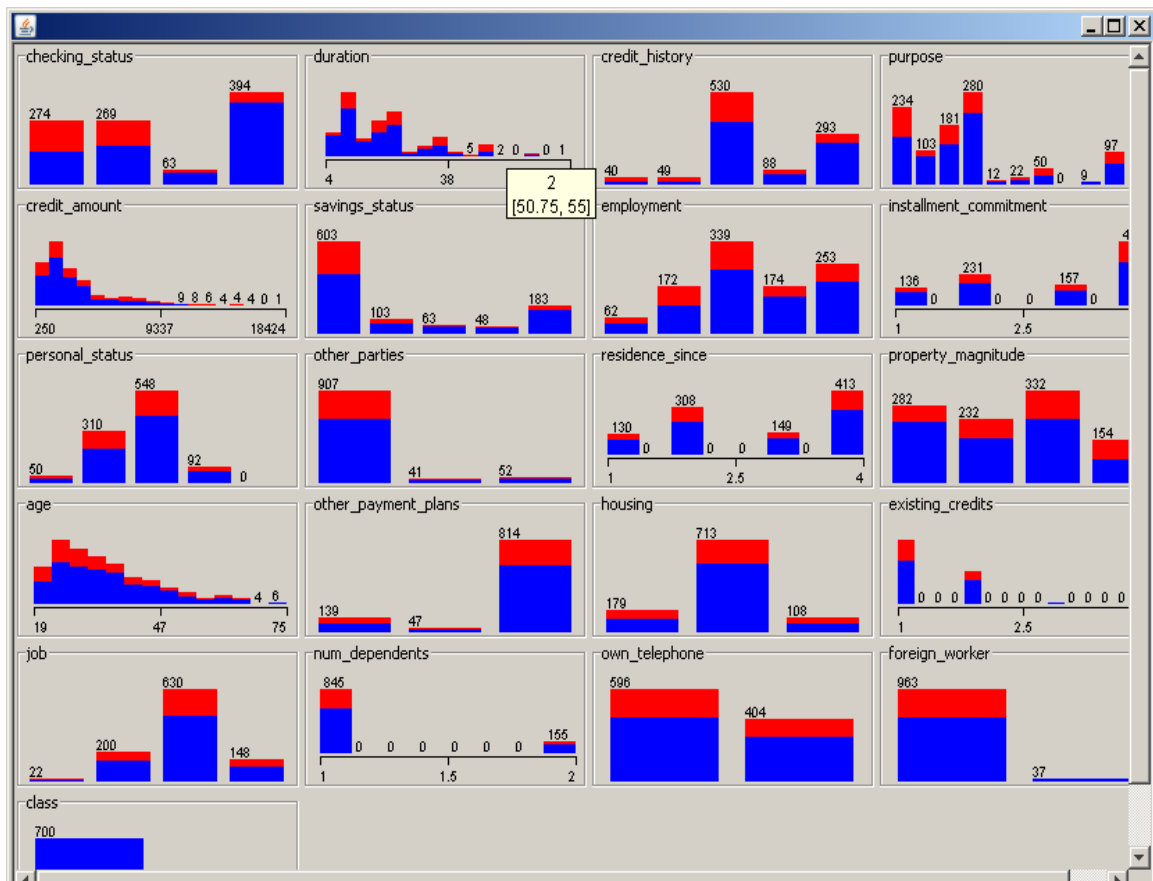 checking_status
274
269
63
394
duration
5 2 0 0 1
4 38
credit_history
40
49
530
88
293
purpose
234
103
181
280
12
22
50
0
9
97
2
[50.75, 55]
credit_amount
9 8 6 4 4 4 0 1
250 9337 18424
savings_status
603
103
63
48
183
employment
62
172
339
174
253
installment_commitment
136
0
231
0 0
157
0
4
1 2.5
personal_status
50
310
548
92
0
other_parties
907
41
52
residence_since
130
0
308
0 0
149
0
413
1 2.5 4
property_magnitude
282
232
332
154
age
4 6
19 47 75
other_payment_plans
139
47
814
housing
179
713
108
existing_credits
0 0 0 0 0 0 0 0 0 0 0
1 2.5
job
22
200
630
148
num_dependents
845
0 0 0 0 0 0
155
1 1.5 2
own_telephone
596
404
foreign_worker
963
37
class
700